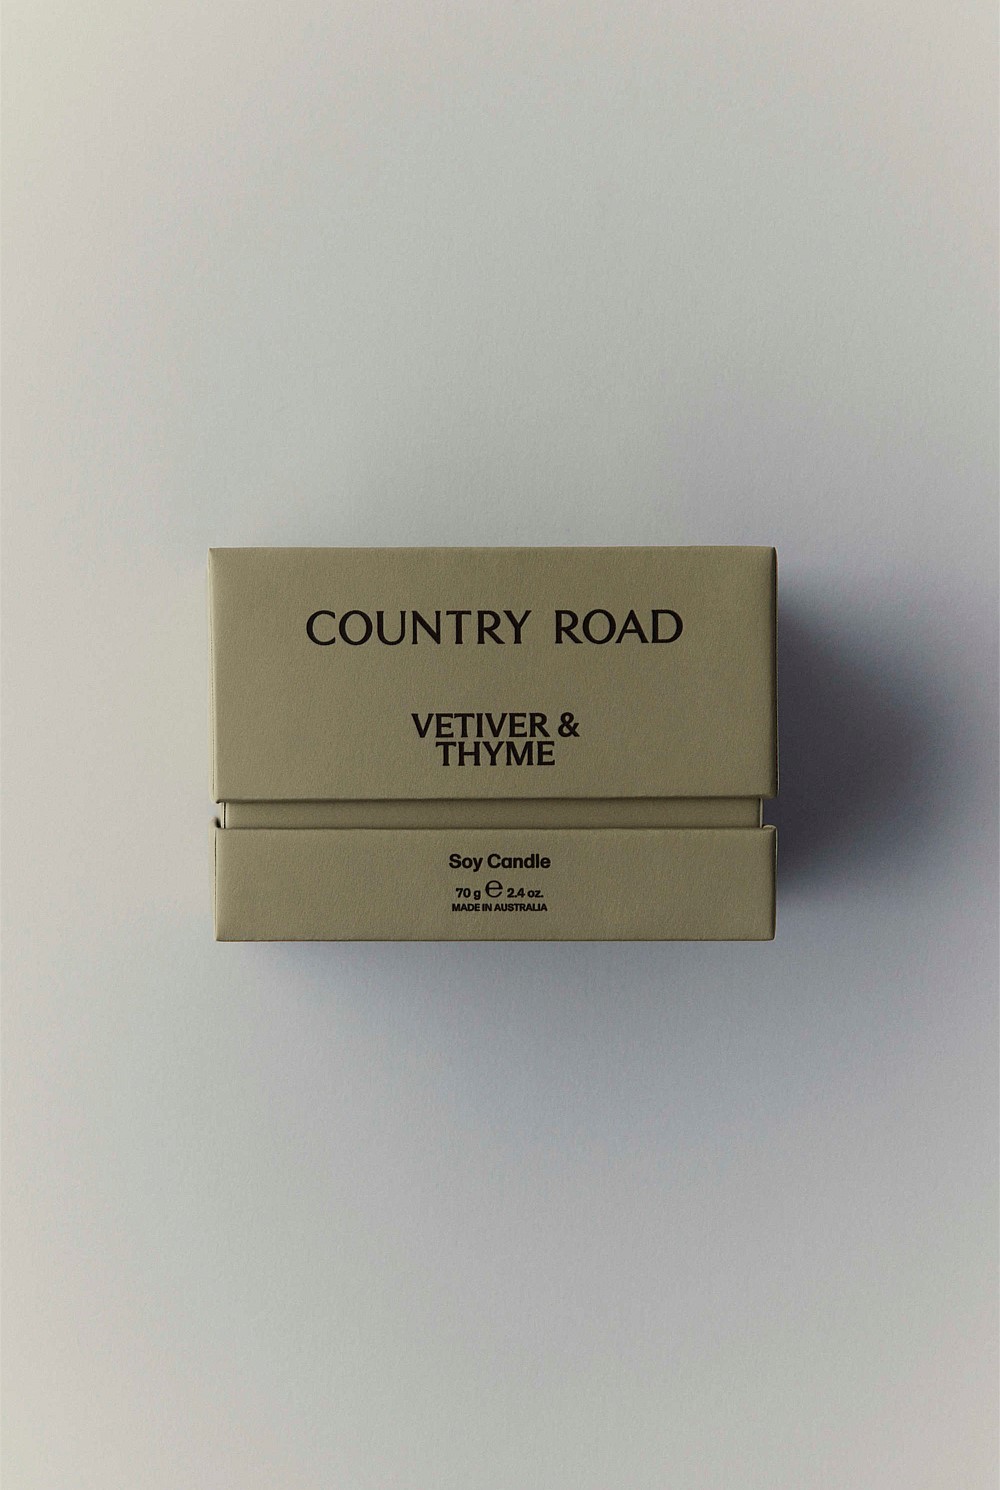 COUNTRY ROAD
VETIVER &
THYME
Soy Candle
70 g ℮ 2.4 oz.
MADE IN AUSTRALIA